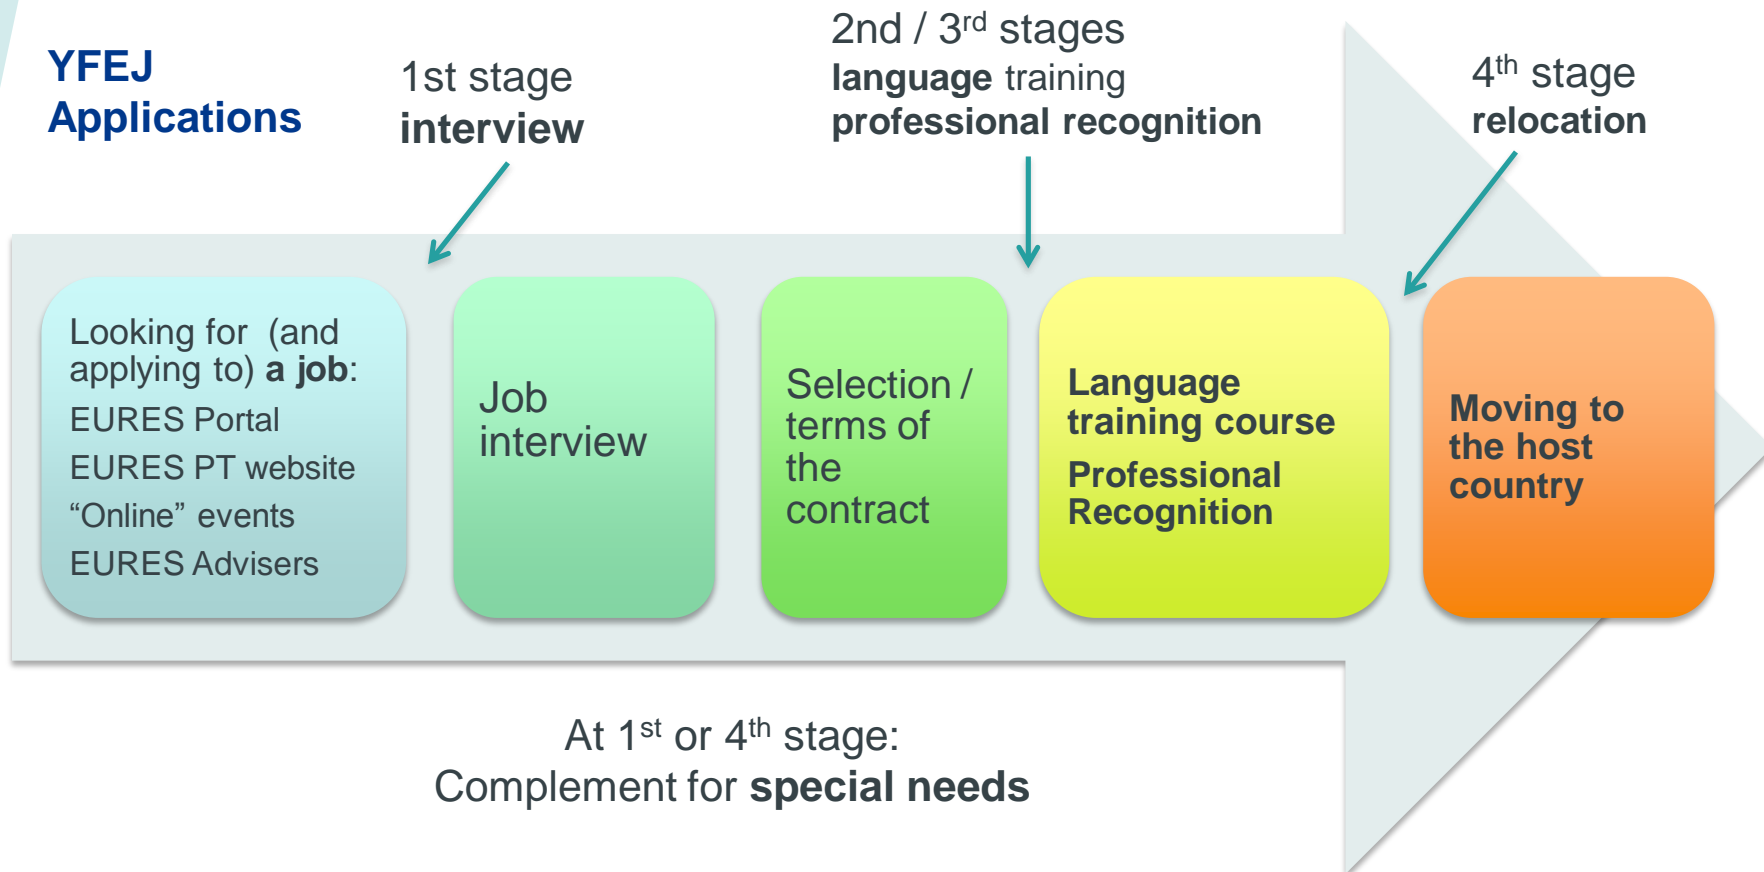 YFEJ
Applications
1st stage
interview
2nd / 3rd stages
language training
professional recognition
4th stage
relocation
Looking for (and
applying to) a job:
EURES Portal
EURES PT website
“Online” events
EURES Advisers
Job
interview
Selection /
terms of
the
contract
Language
training course
Professional
Recognition
Moving to
the host
country
At 1st or 4th stage:
Complement for special needs